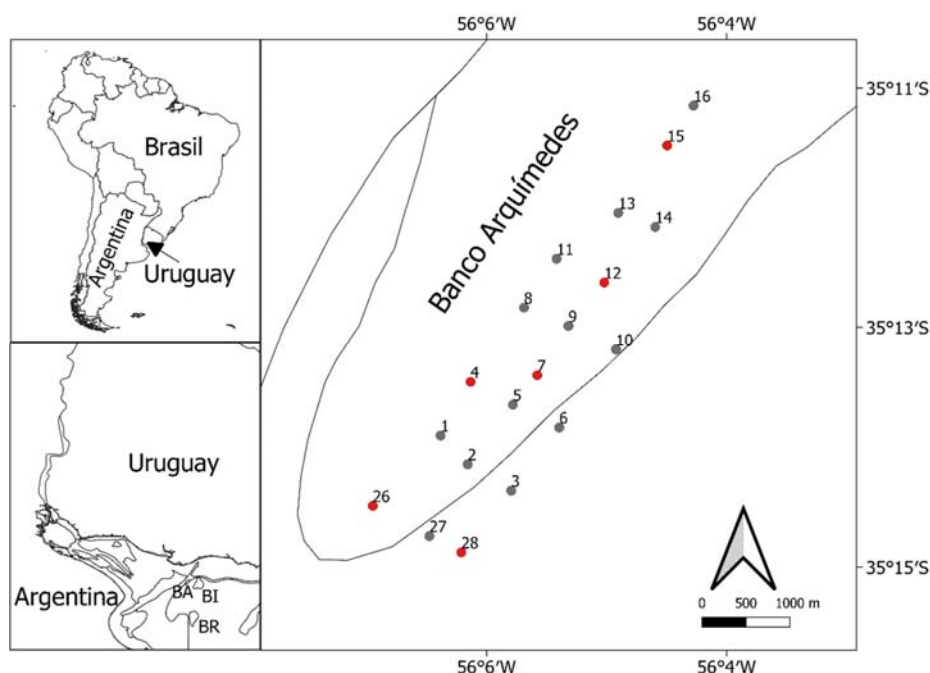 56°6'W
56°4'W
Brasil
Argentina
Uruguay
Uruguay
Argentina
BA
BI
BR
Banco Arquímedes
16
35°11'S
15
13
14
11
12
8
9
35°13'S
10
4
7
5
6
1
2
3
26
27
28
35°15'S
0
500
1000 m
56°6'W
56°4'W